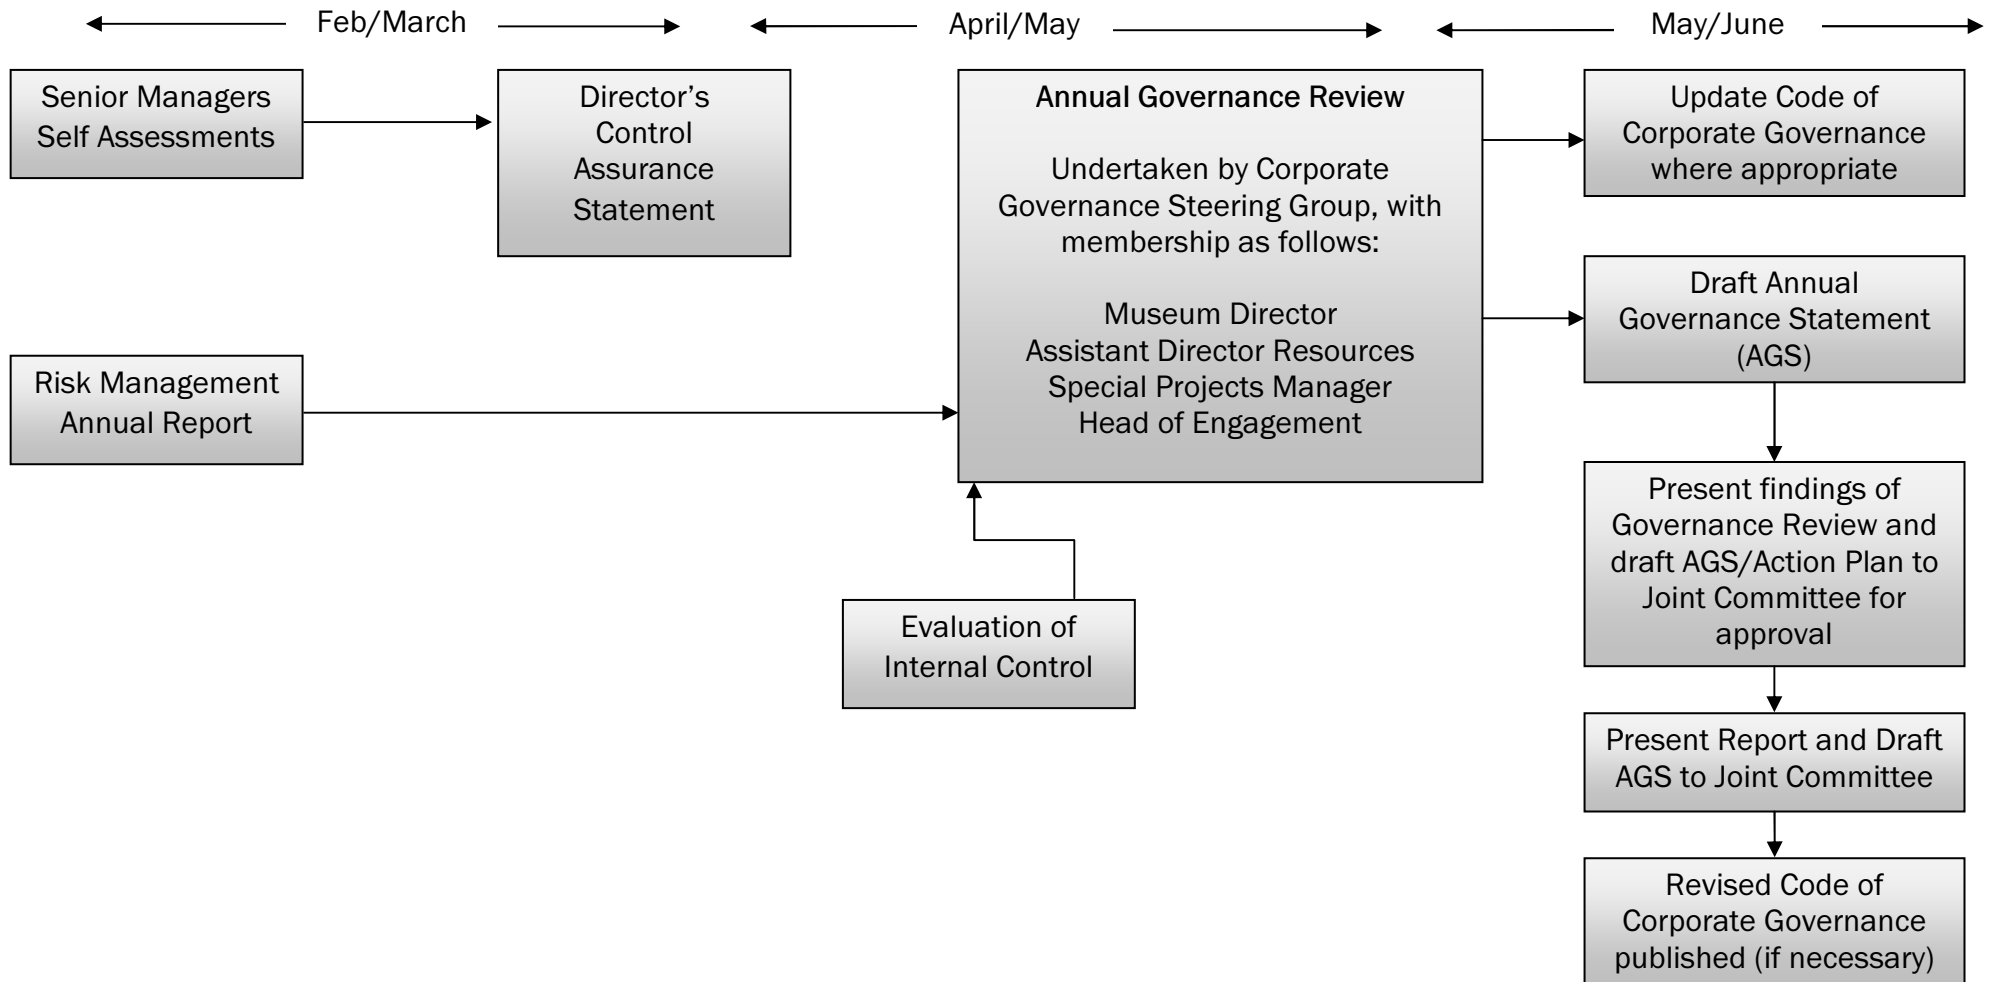 Feb/March
April/May
May/June
Senior Managers
Self Assessments
Director’s
Control
Assurance
Statement
Risk Management
Annual Report
Annual Governance Review
Undertaken by Corporate
Governance Steering Group, with
membership as follows:
Museum Director
Assistant Director Resources
Special Projects Manager
Head of Engagement
Evaluation of
Internal Control
Update Code of
Corporate Governance
where appropriate
Draft Annual
Governance Statement
(AGS)
Present findings of
Governance Review and
draft AGS/Action Plan to
Joint Committee for
approval
Present Report and Draft
AGS to Joint Committee
Revised Code of
Corporate Governance
published (if necessary)